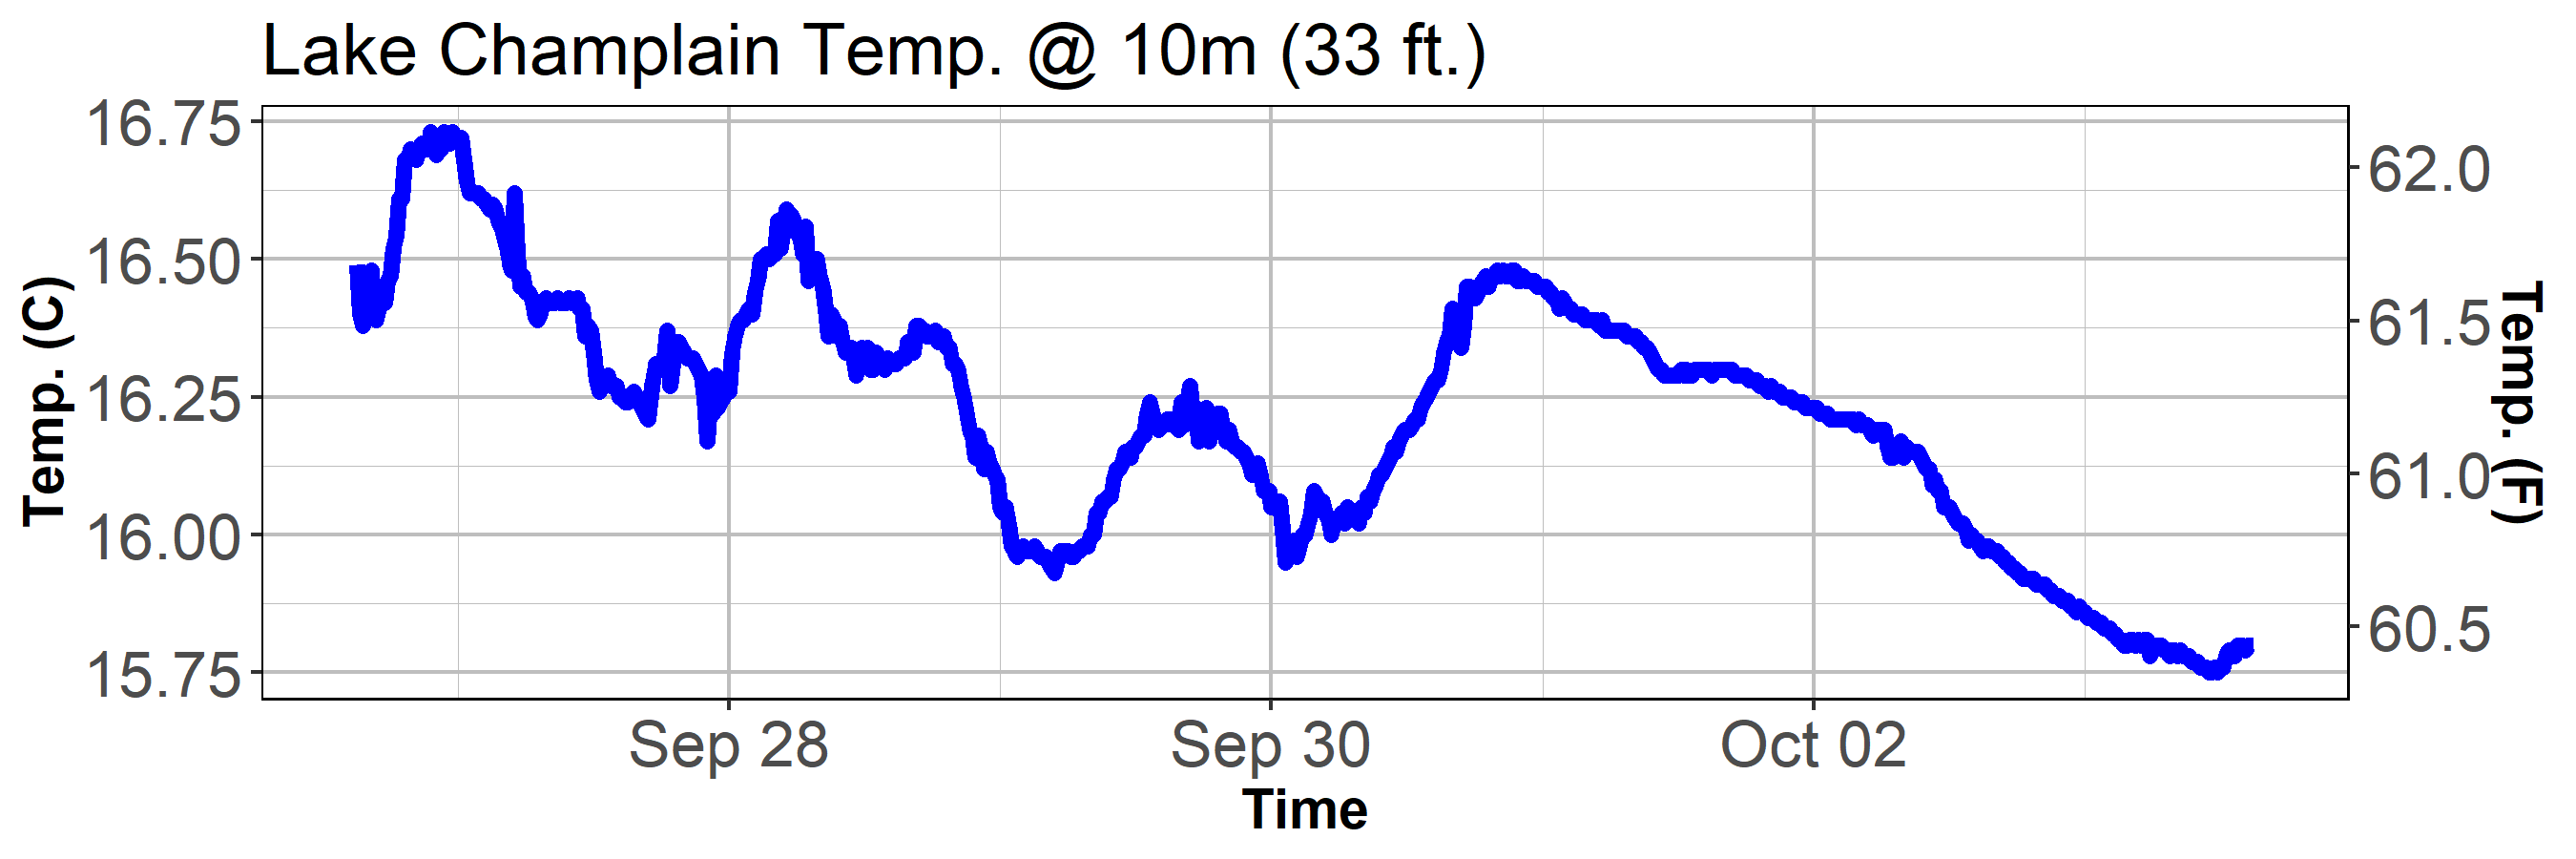 Lake Champlain Temp. @ 10m (33 ft.)
16.75
16.50
16.25
16.00
15.75
Temp. (C)
62.0
61.5
61.0
60.5
Temp. (F)
Sep 28
Sep 30
Oct 02
Time